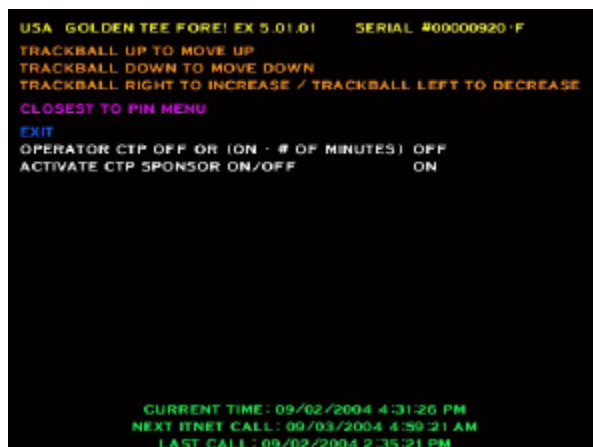 USA GOLDEN TEE FORE! EX 5.01.01 SERIAL #00000920-F
TRACKBALL UP TO MOVE UP
TRACKBALL DOWN TO MOVE DOWN
TRACKBALL RIGHT TO INCREASE / TRACKBALL LEFT TO DECREASE
CLOSEST TO PIN MENU
EXIT
OPERATOR CTP OFF OR (ON - # OF MINUTES) OFF
ACTIVATE CTP SPONSOR ON/OFF ON
CURRENT TIME: 09/02/2004 4:31:26 PM
NEXT ITNET CALL: 09/03/2004 4:59:21 AM
LAST CALL: 09/02/2004 2:35:21 PM